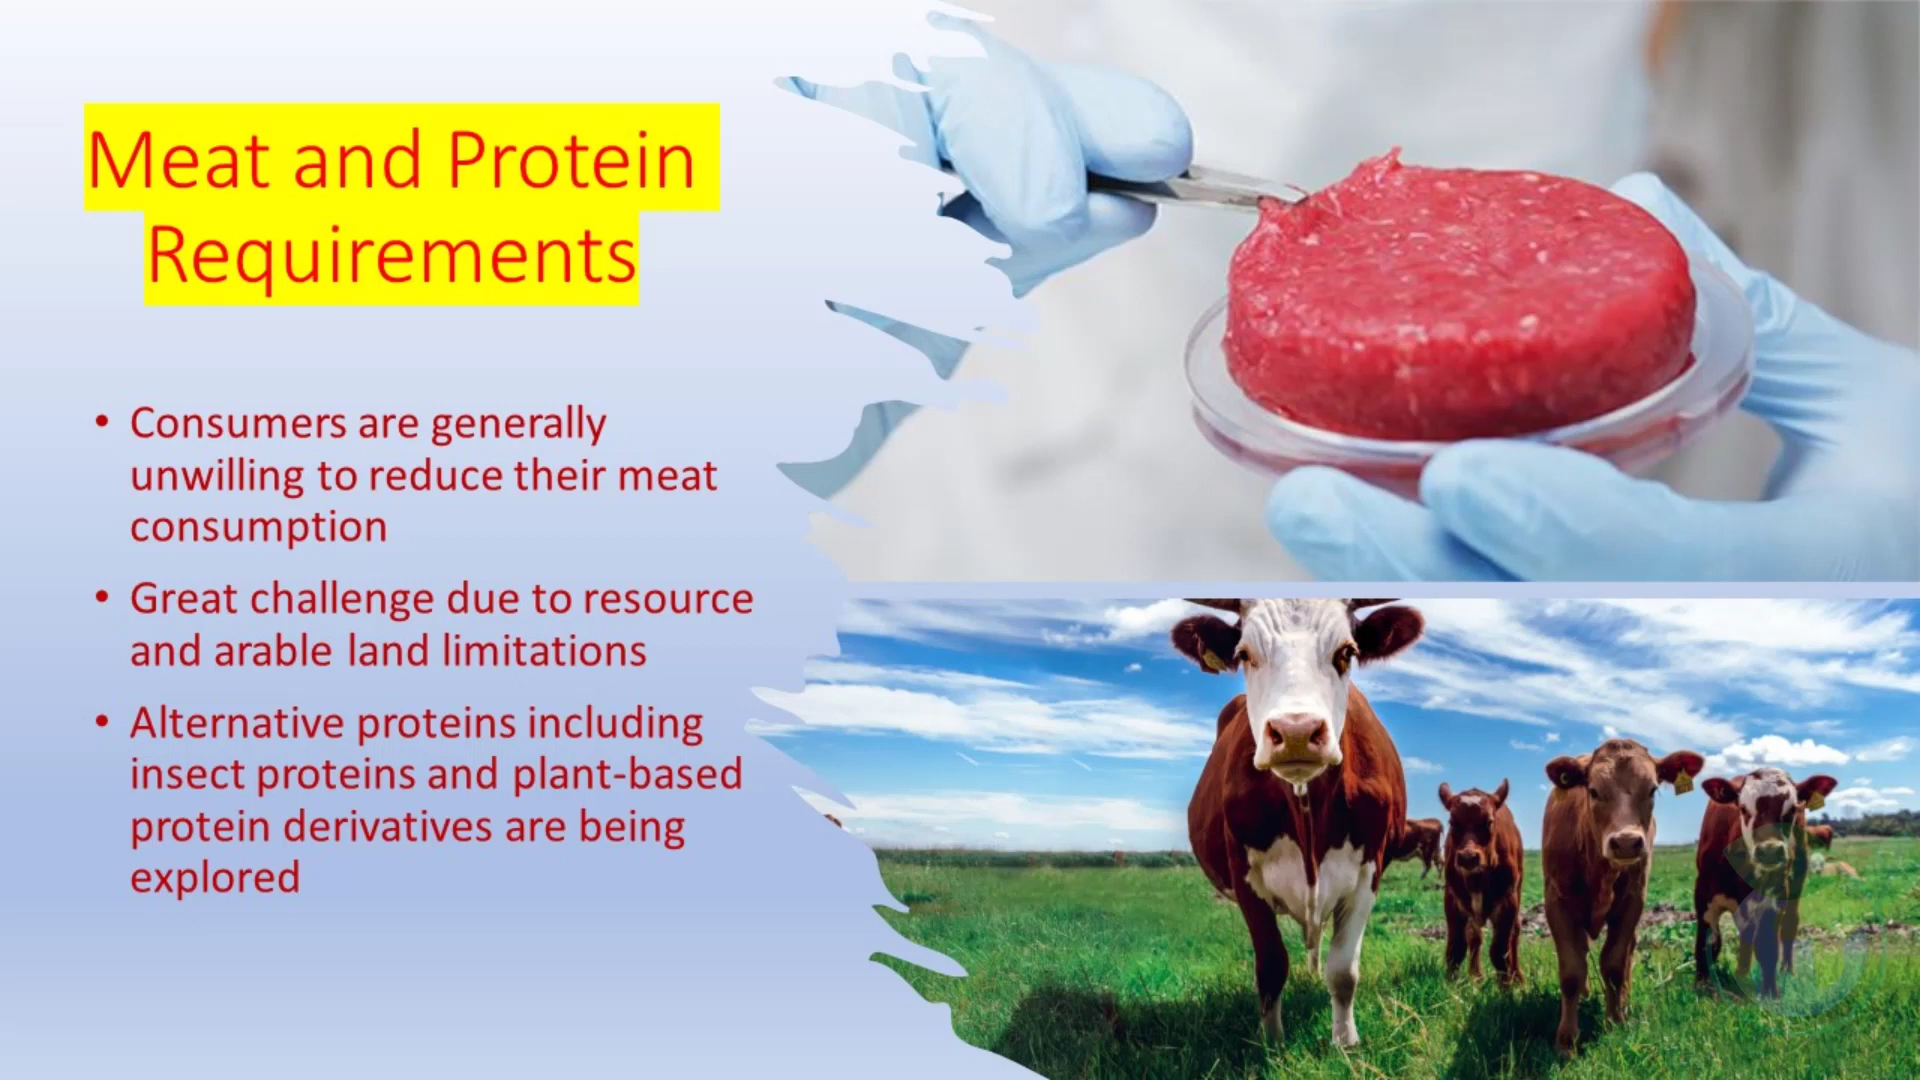 Meat and Protein
Requirements
• Consumers are generally
unwilling to reduce their meat
consumption
• Great challenge due to resource
and arable land limitations
• Alternative proteins including
insect proteins and plant-based
protein derivatives are being
explored